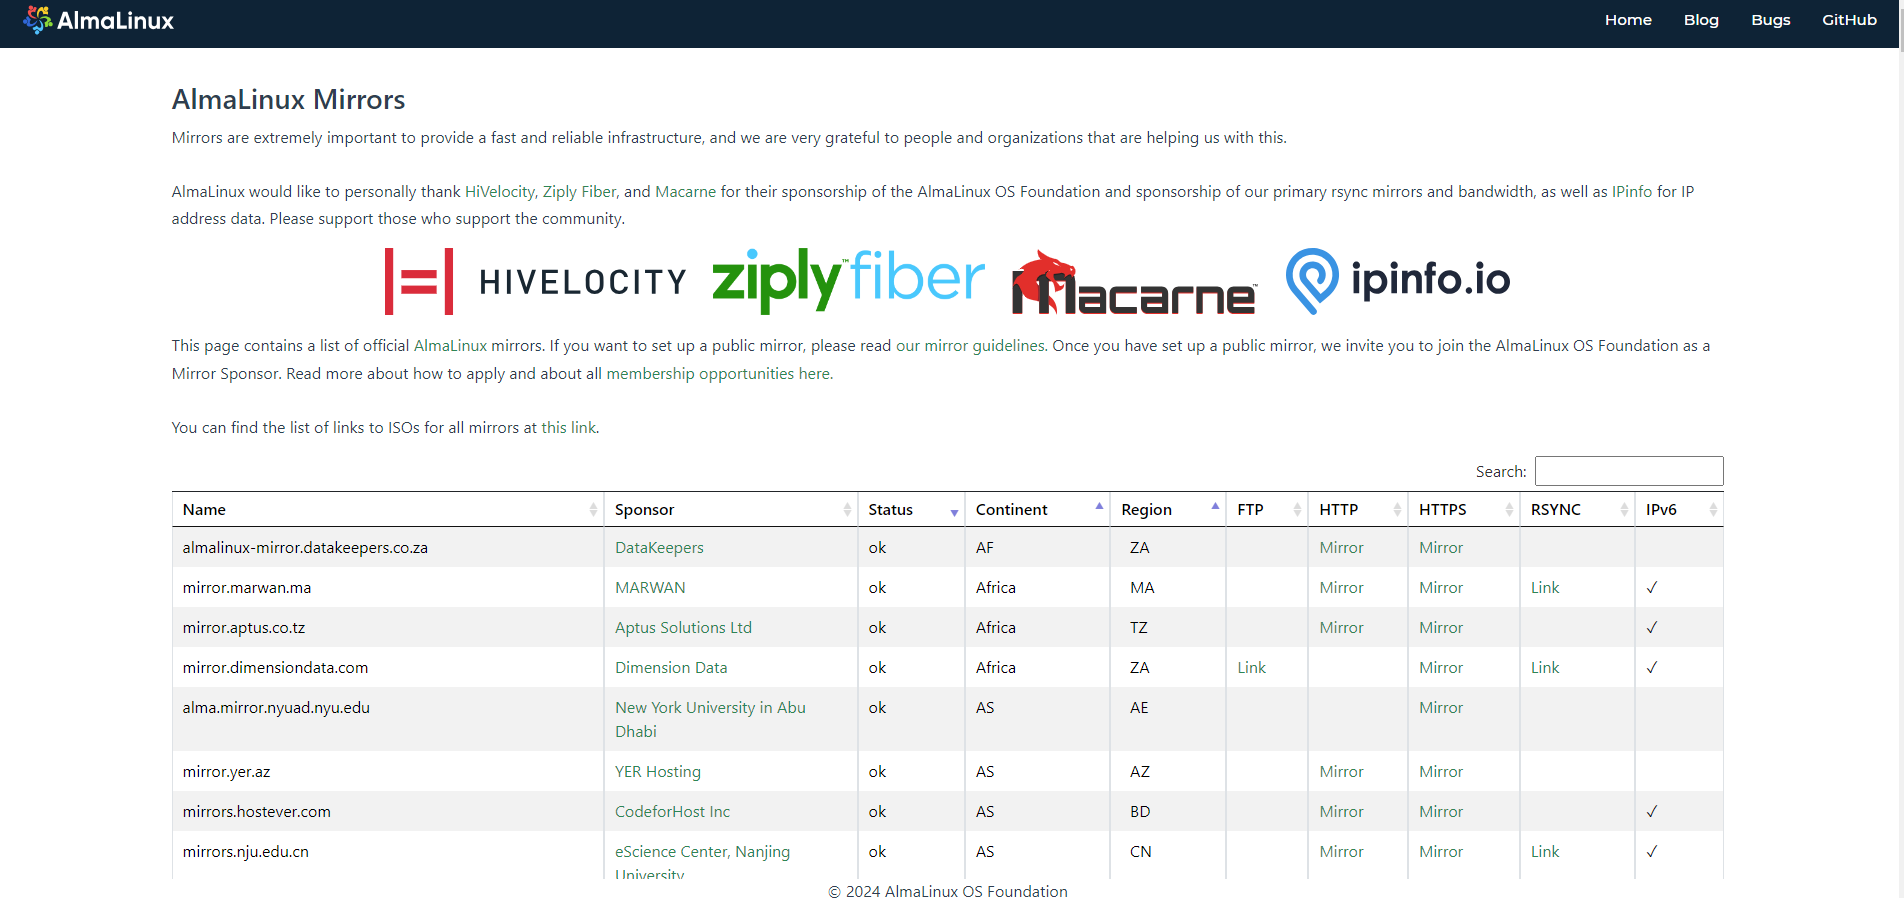 AlmaLinux
Home Blog Bugs GitHub
AlmaLinux Mirrors
Mirrors are extremely important to provide a fast and reliable infrastructure, and we are very grateful to people and organizations that are helping us with this.
AlmaLinux would like to personally thank HiVelocity, Ziply Fiber, and Macarne for their sponsorship of the AlmaLinux OS Foundation and sponsorship of our primary rsync mirrors and bandwidth, as well as IPinfo for IP
address data. Please support those who support the community.
HIVELOCITY ziply™ fiber Macarne™ ipinfo.io
This page contains a list of official AlmaLinux mirrors. If you want to set up a public mirror, please read our mirror guidelines. Once you have set up a public mirror, we invite you to join the AlmaLinux OS Foundation as a
Mirror Sponsor. Read more about how to apply and about all membership opportunities here.
You can find the list of links to ISOs for all mirrors at this link.
Search:
Name Sponsor Status Continent Region FTP HTTP HTTPS RSYNC IPv6
almalinux-mirror.datakeepers.co.za DataKeepers ok AF ZA Mirror Mirror
mirror.marwan.ma MARWAN ok Africa MA Mirror Mirror Link ✓
mirror.aptus.co.tz Aptus Solutions Ltd ok Africa TZ Mirror Mirror ✓
mirror.dimensiondata.com Dimension Data ok Africa ZA Link Mirror Link ✓
alma.mirror.nyuad.nyu.edu New York University in Abu ok AS AE Mirror
Dhabi
mirror.yer.az YER Hosting ok AS AZ Mirror Mirror
mirrors.hostever.com CodeforHost Inc ok AS BD Mirror Mirror ✓
mirrors.nju.edu.cn eScience Center, Nanjing ok AS CN Mirror Mirror Link ✓
University
© 2024 AlmaLinux OS Foundation